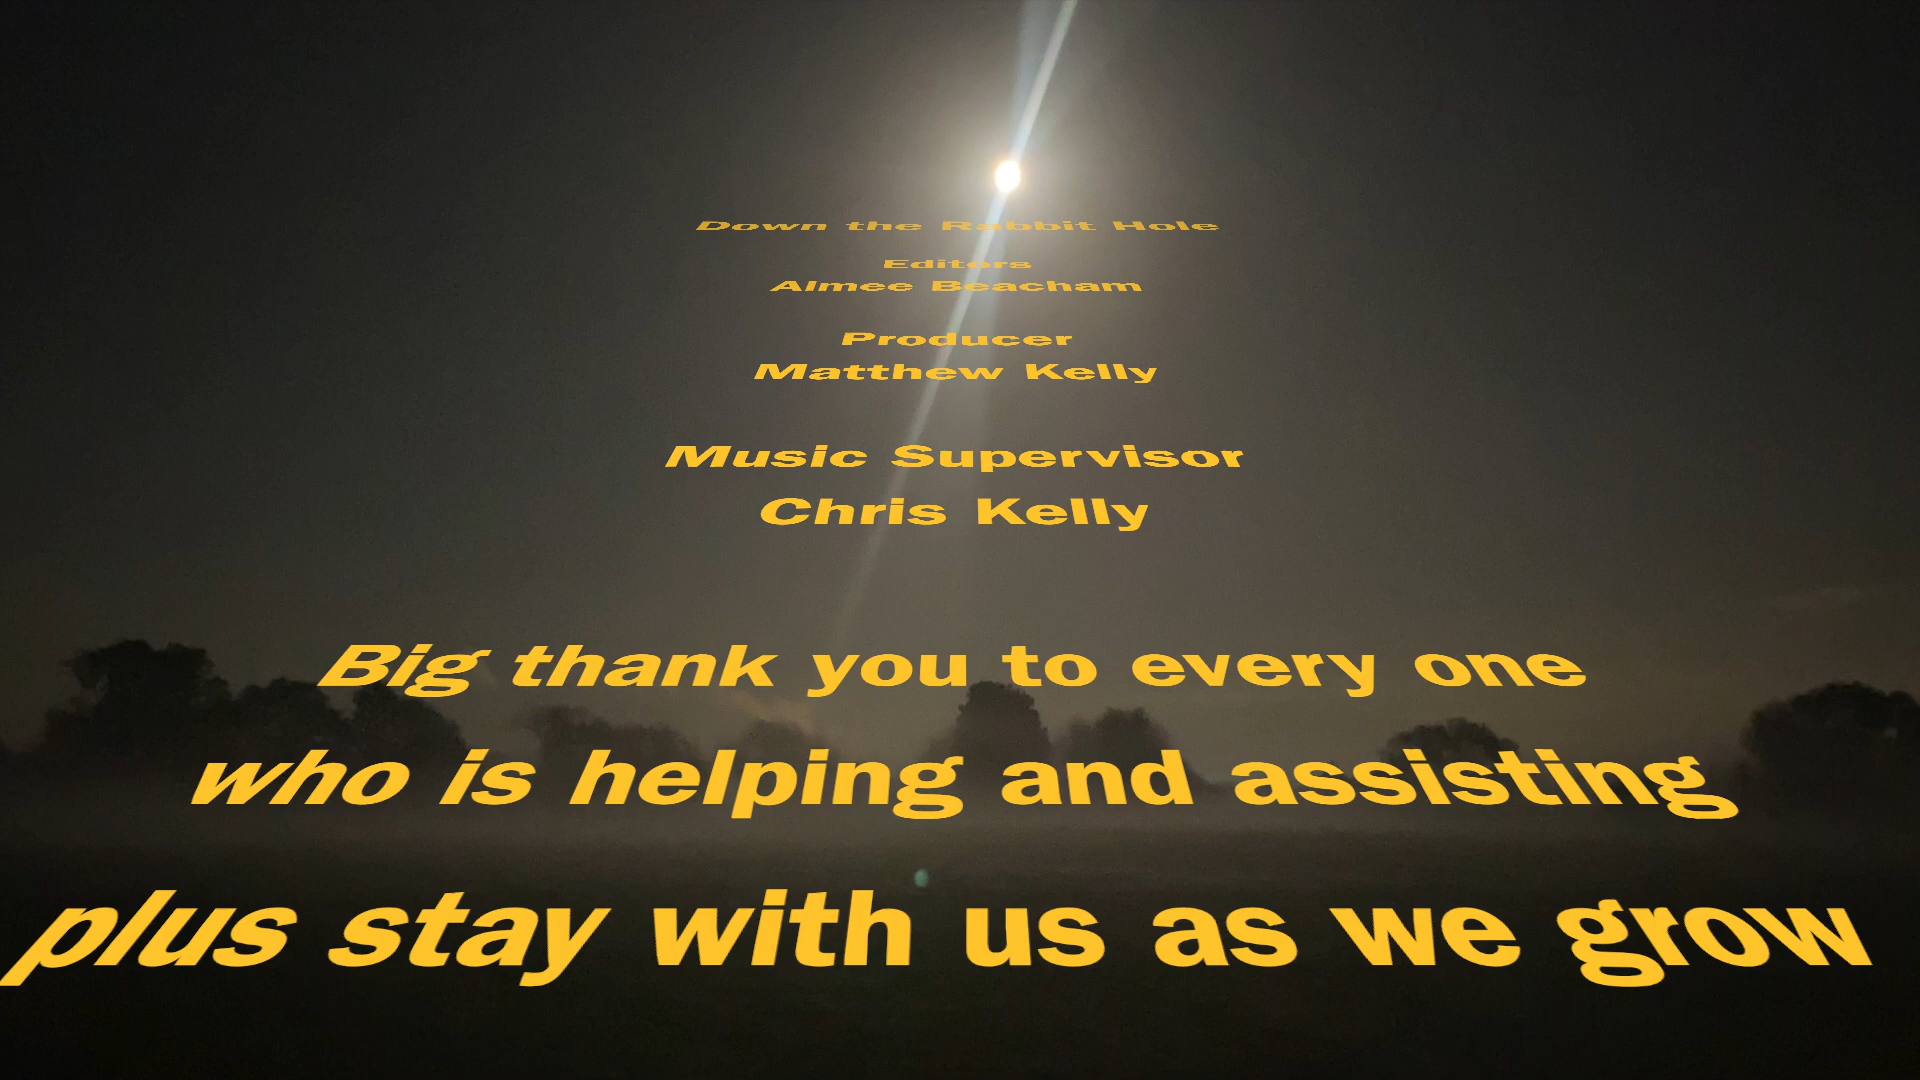 Down the Rabbit Hole
Editors
Aimee Beacham
Producer
Matthew Kelly
Music Supervisor
Chris Kelly
Big thank you to every one
who is helping and assisting
plus stay with us as we grow